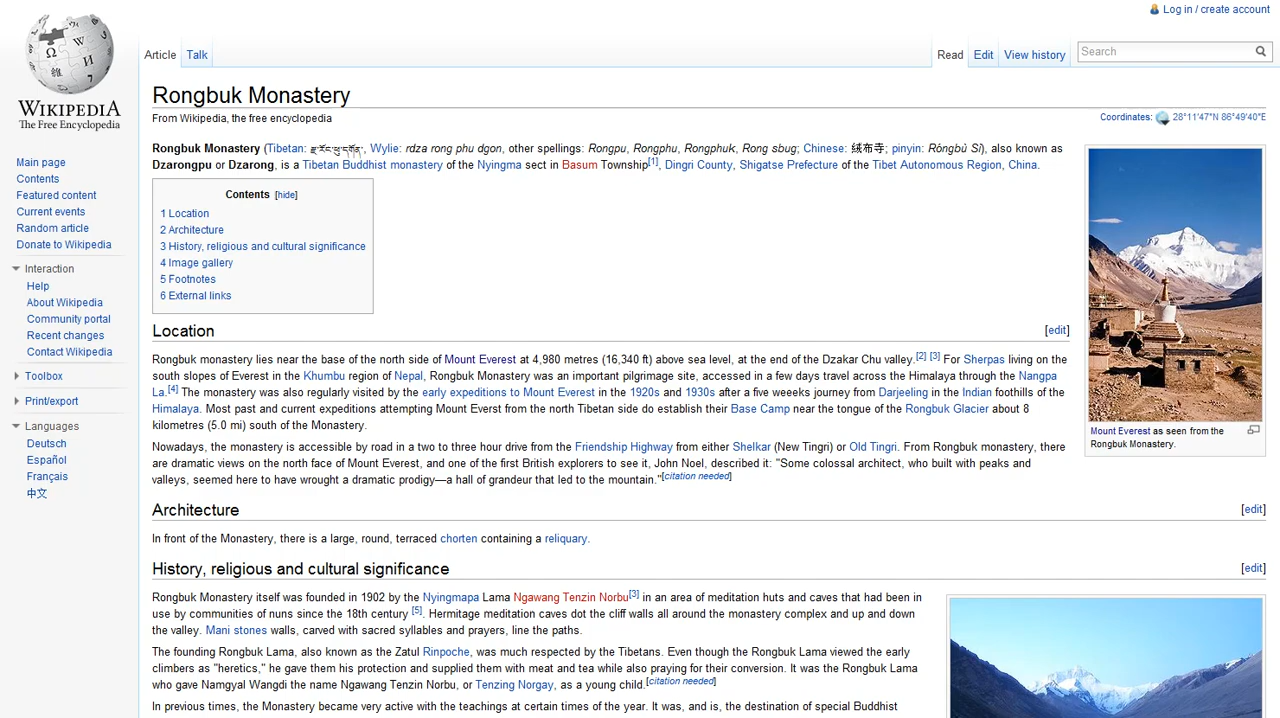 Log in / create account
Article Talk Read Edit View history Search
WIKIPEDIA
The Free Encyclopedia
Main page
Contents
Featured content
Current events
Random article
Donate to Wikipedia
Interaction
Help
About Wikipedia
Community portal
Recent changes
Contact Wikipedia
Toolbox
Print/export
Languages
Deutsch
Español
Français
中文
Rongbuk Monastery
From Wikipedia, the free encyclopedia
Coordinates: 28°11′47″N 86°49′40″E
Rongbuk Monastery (Tibetan: , Wylie: rdza rong phu dgon, other spellings: Rongpu, Rongphu, Rongphuk, Rong sbug; Chinese: 绒布寺; pinyin: Róngbù Sì), also known as
Dzarongpu or Dzarong, is a Tibetan Buddhist monastery of the Nyingma sect in Basum Township[1], Dingri County, Shigatse Prefecture of the Tibet Autonomous Region, China.
Contents [hide]
1 Location
2 Architecture
3 History, religious and cultural significance
4 Image gallery
5 Footnotes
6 External links
Mount Everest as seen from the
Rongbuk Monastery.
Location [edit]
Rongbuk monastery lies near the base of the north side of Mount Everest at 4,980 metres (16,340 ft) above sea level, at the end of the Dzakar Chu valley.[2] [3] For Sherpas living on the
south slopes of Everest in the Khumbu region of Nepal, Rongbuk Monastery was an important pilgrimage site, accessed in a few days travel across the Himalaya through the Nangpa
La.[4] The monastery was also regularly visited by the early expeditions to Mount Everest in the 1920s and 1930s after a five weeeks journey from Darjeeling in the Indian foothills of the
Himalaya. Most past and current expeditions attempting Mount Everst from the north Tibetan side do establish their Base Camp near the tongue of the Rongbuk Glacier about 8
kilometres (5.0 mi) south of the Monastery.
Nowadays, the monastery is accessible by road in a two to three hour drive from the Friendship Highway from either Shelkar (New Tingri) or Old Tingri. From Rongbuk monastery, there
are dramatic views on the north face of Mount Everest, and one of the first British explorers to see it, John Noel, described it: "Some colossal architect, who built with peaks and
valleys, seemed here to have wrought a dramatic prodigy—a hall of grandeur that led to the mountain."[citation needed]
Architecture [edit]
In front of the Monastery, there is a large, round, terraced chorten containing a reliquary.
History, religious and cultural significance [edit]
Rongbuk Monastery itself was founded in 1902 by the Nyingmapa Lama Ngawang Tenzin Norbu[3] in an area of meditation huts and caves that had been in
use by communities of nuns since the 18th century [5]. Hermitage meditation caves dot the cliff walls all around the monastery complex and up and down
the valley. Mani stones walls, carved with sacred syllables and prayers, line the paths.
The founding Rongbuk Lama, also known as the Zatul Rinpoche, was much respected by the Tibetans. Even though the Rongbuk Lama viewed the early
climbers as "heretics," he gave them his protection and supplied them with meat and tea while also praying for their conversion. It was the Rongbuk Lama
who gave Namgyal Wangdi the name Ngawang Tenzin Norbu, or Tenzing Norgay, as a young child.[citation needed]
In previous times, the Monastery became very active with the teachings at certain times of the year. It was, and is, the destination of special Buddhist